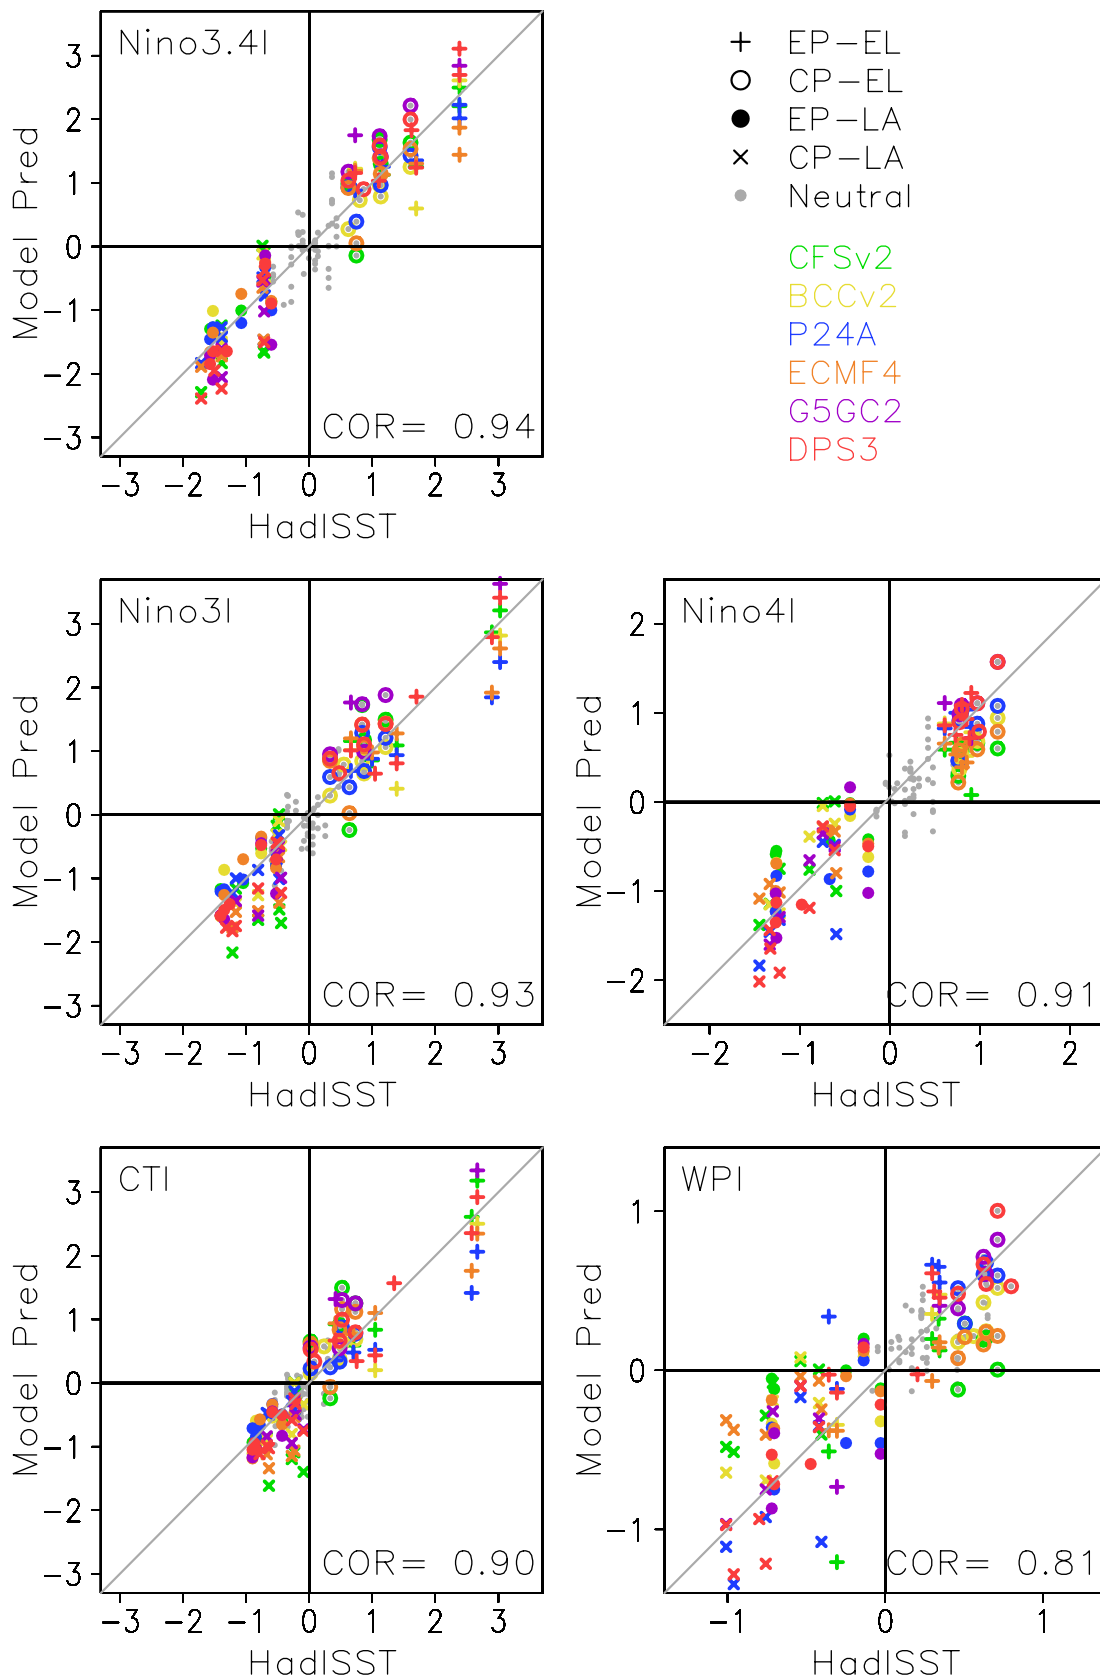 Nino3.4I
3
2
1
0
−1
−2
−3
Model Pred
COR= 0.94
−3 −2 −1 0 1 2 3
HadISST
EP−EL
CP−EL
EP−LA
CP−LA
Neutral
CFSv2
BCCv2
P24A
ECMF4
G5GC2
DPS3
Nino3I
3
2
1
0
−1
−2
−3
Model Pred
COR= 0.93
−3 −2 −1 0 1 2 3
HadISST
Nino4I
2
1
0
−1
−2
Model Pred
COR= 0.91
−2 −1 0 1 2
HadISST
CTI
3
2
1
0
−1
−2
−3
Model Pred
COR= 0.90
−3 −2 −1 0 1 2 3
HadISST
WPI
1
0
−1
Model Pred
COR= 0.81
−1 0 1
HadISST